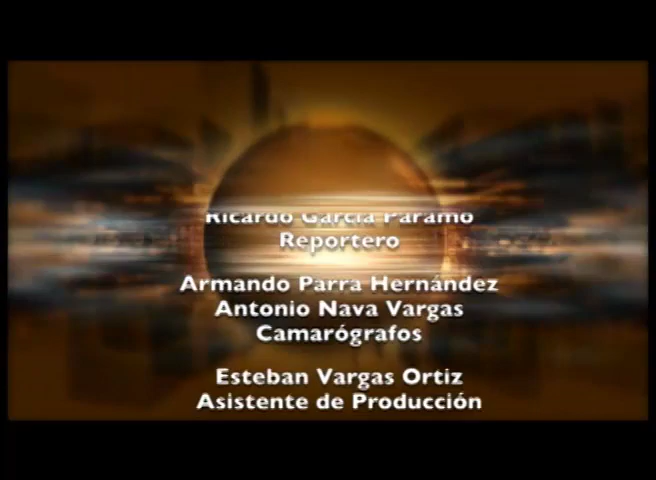 Ricardo García Páramo
Reportero
Armando Parra Hernández
Antonio Nava Vargas
Camarógrafos
Esteban Vargas Ortiz
Asistente de Producción